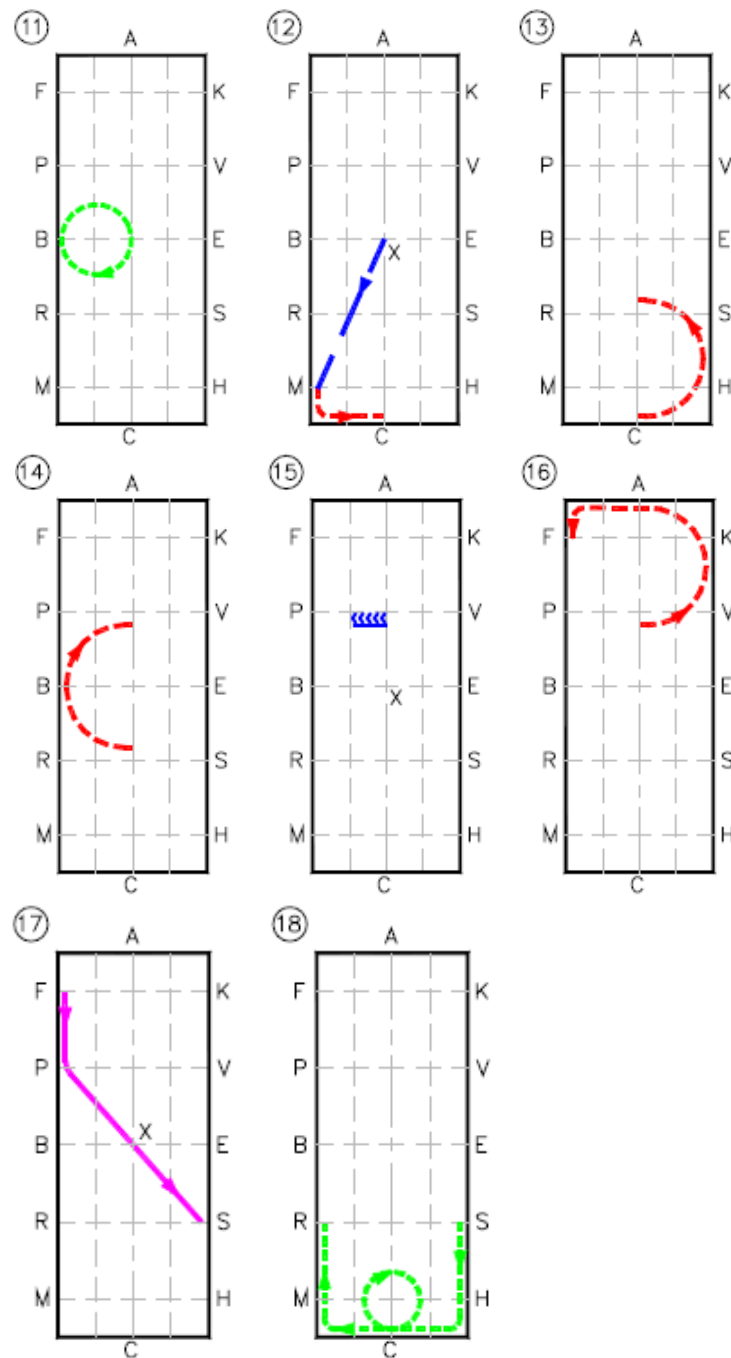 11 12 13
A A A
F K F K F K
P V P V P V
B E B X E B E
R S R S R S
M H M H M H
C C C
14 15 16
A A A
F K F K F K
P V P V P V
B E B X E B E
R S R S R S
M H M H M H
C C C
17 18
A A
F K F K
P V P V
B X E B E
R S R S
M H M H
C C